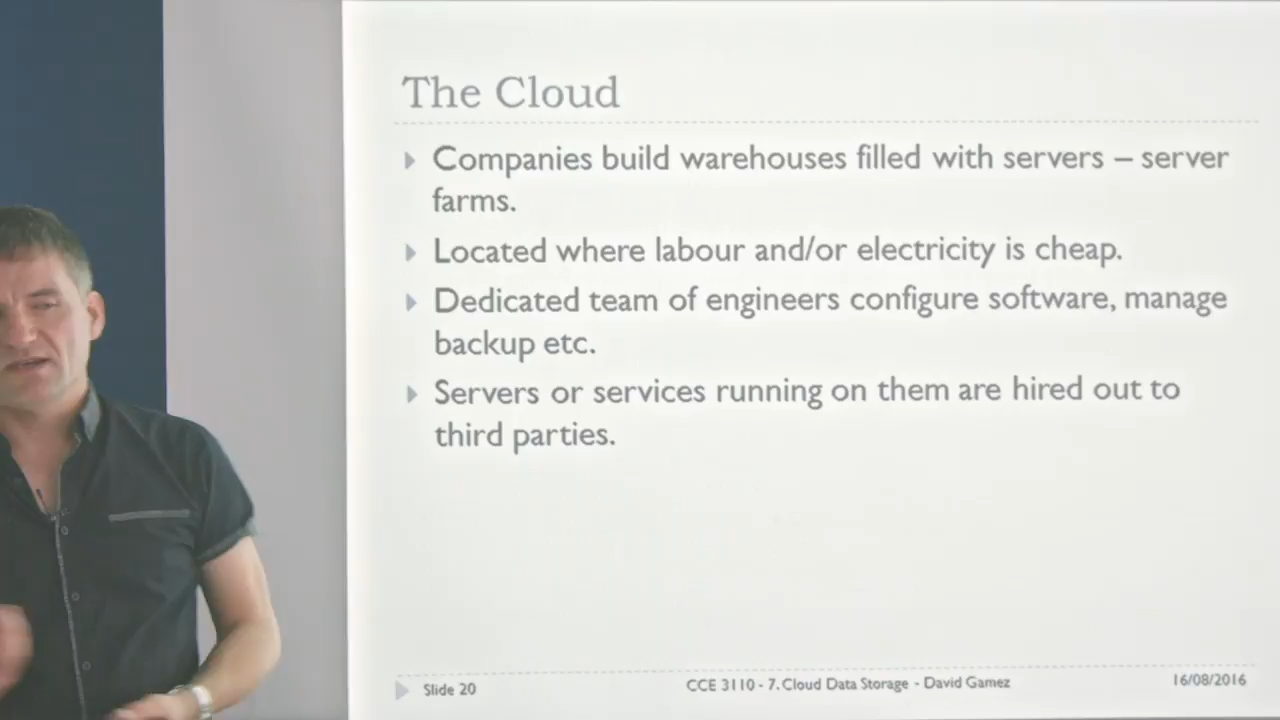 The Cloud
Companies build warehouses filled with servers – server
farms.
Located where labour and/or electricity is cheap.
Dedicated team of engineers configure software, manage
backup etc.
Servers or services running on them are hired out to
third parties.
Slide 20
CCE 3110 - 7. Cloud Data Storage - David Gamez
16/08/2016